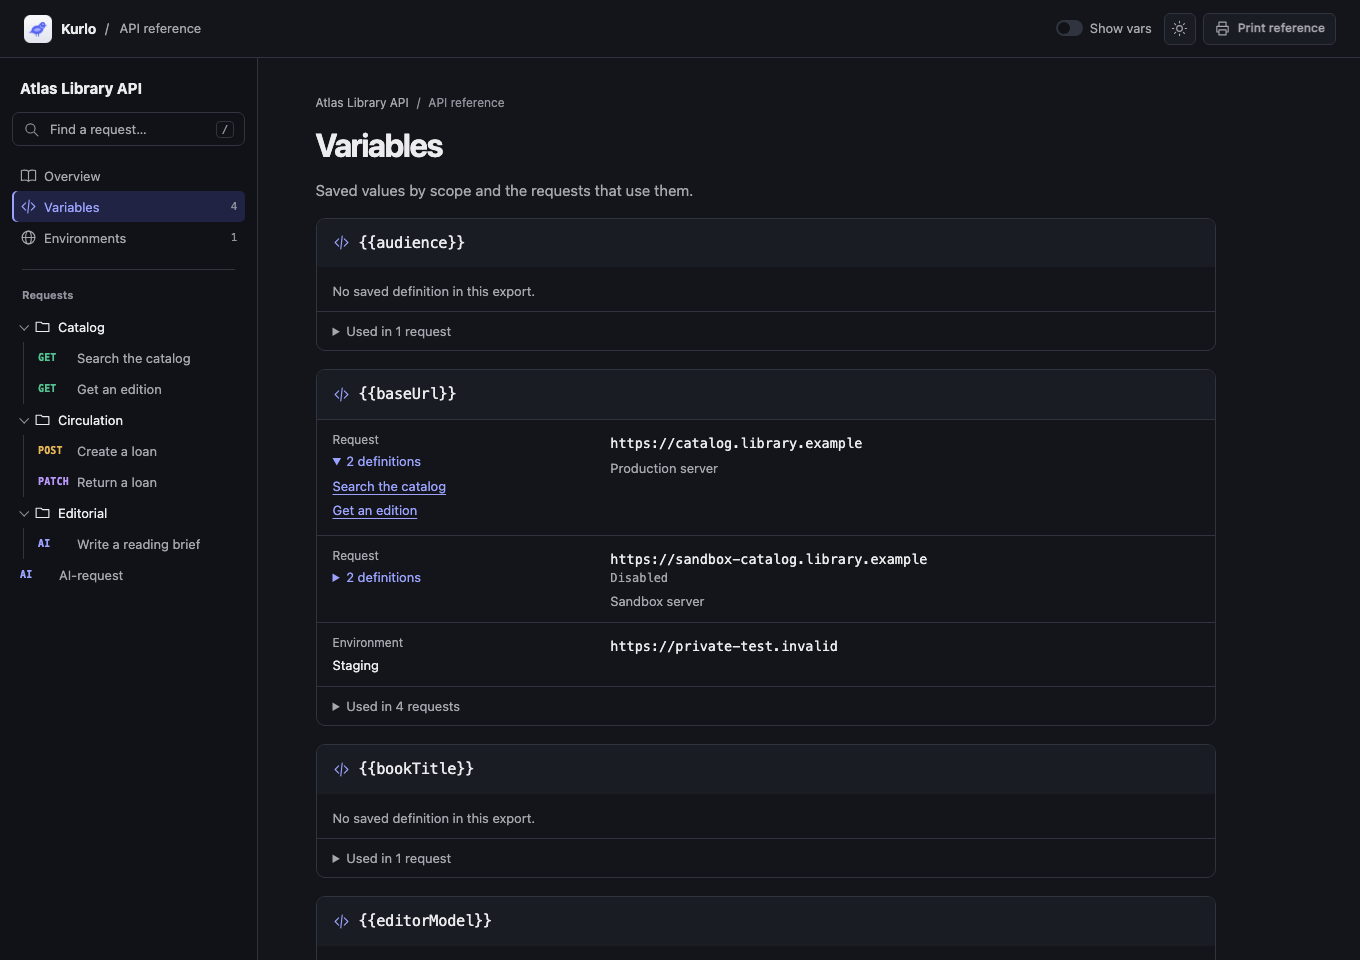 Kurlo / API reference
Show vars
Print reference
Atlas Library API
Find a request...
/
Overview
Variables 4
Environments 1
Requests
Catalog
GET Search the catalog
GET Get an edition
Circulation
POST Create a loan
PATCH Return a loan
Editorial
AI Write a reading brief
AI AI-request
Atlas Library API / API reference
Variables
Saved values by scope and the requests that use them.
</> {{audience}}
No saved definition in this export.
Used in 1 request
</> {{baseUrl}}
Request
2 definitions
Search the catalog
Get an edition
https://catalog.library.example
Production server
Request
2 definitions
https://sandbox-catalog.library.example
Disabled
Sandbox server
Environment
Staging
https://private-test.invalid
Used in 4 requests
</> {{bookTitle}}
No saved definition in this export.
Used in 1 request
</> {{editorModel}}